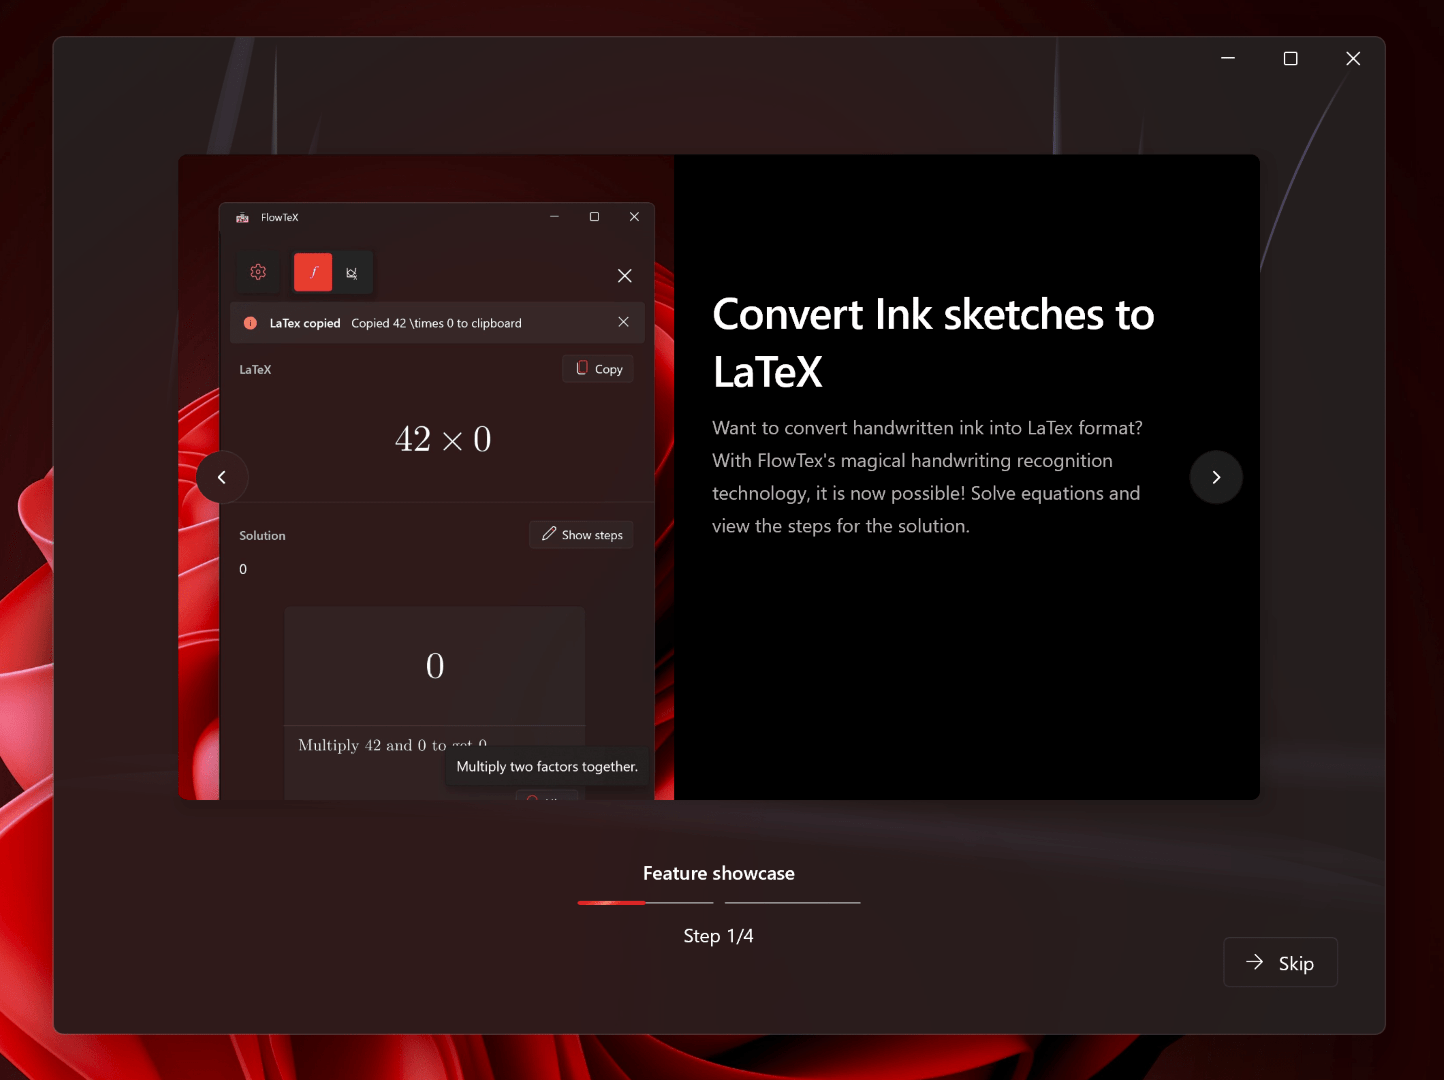 FlowTeX
f
LaTex copied Copied 42 \times 0 to clipboard
LaTeX
Copy
42 × 0
Solution
Show steps
0
0
Multiply 42 and 0 to get 0
Multiply two factors together.
Convert Ink sketches to
LaTeX
Want to convert handwritten ink into LaTex format?
With FlowTex's magical handwriting recognition
technology, it is now possible! Solve equations and
view the steps for the solution.
Feature showcase
Step 1/4
Skip